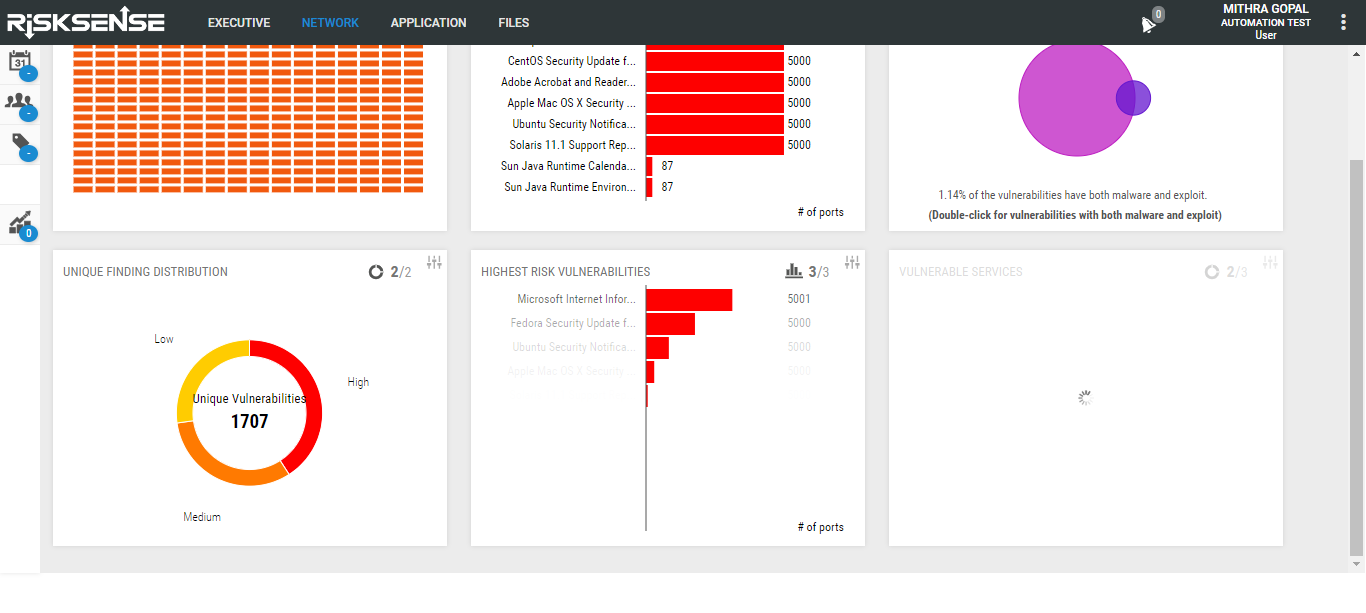 RiSKSENSE
EXECUTIVE
NETWORK
APPLICATION
FILES
0
MITHRA GOPAL
AUTOMATION TEST
User
31
-
-
-
0
CentOS Security Update f...
5000
Adobe Acrobat and Reader...
5000
Apple Mac OS X Security ...
5000
Ubuntu Security Notifica...
5000
Solaris 11.1 Support Rep...
5000
Sun Java Runtime Calenda...
87
Sun Java Runtime Environ...
87
# of ports
1.14% of the vulnerabilities have both malware and exploit.
(Double-click for vulnerabilities with both malware and exploit)
UNIQUE FINDING DISTRIBUTION
2/2
Low
High
Unique Vulnerabilities
1707
Medium
HIGHEST RISK VULNERABILITIES
3/3
Microsoft Internet Infor...
5001
Fedora Security Update f...
5000
Ubuntu Security Notifica...
5000
Apple Mac OS X Security ...
5000
# of ports
VULNERABLE SERVICES
2/3